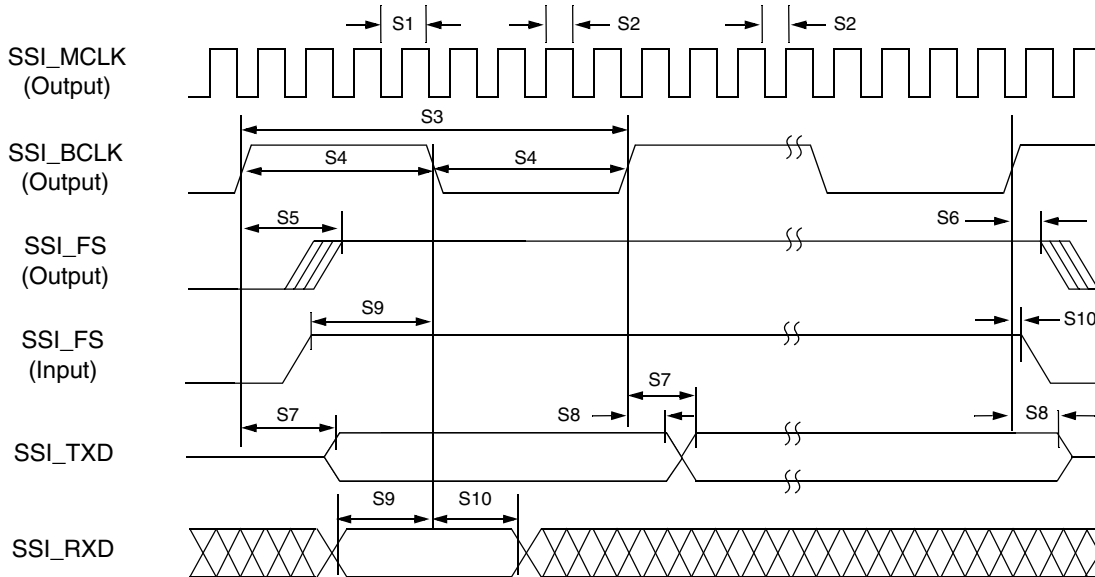 S1
S2
S2
SSI_MCLK
(Output)
S3
SSI_BCLK
(Output)
S4
S4
S5
S6
SSI_FS
(Output)
S9
S10
SSI_FS
(Input)
S7
S7
S8
S8
SSI_TXD
S9
S10
SSI_RXD